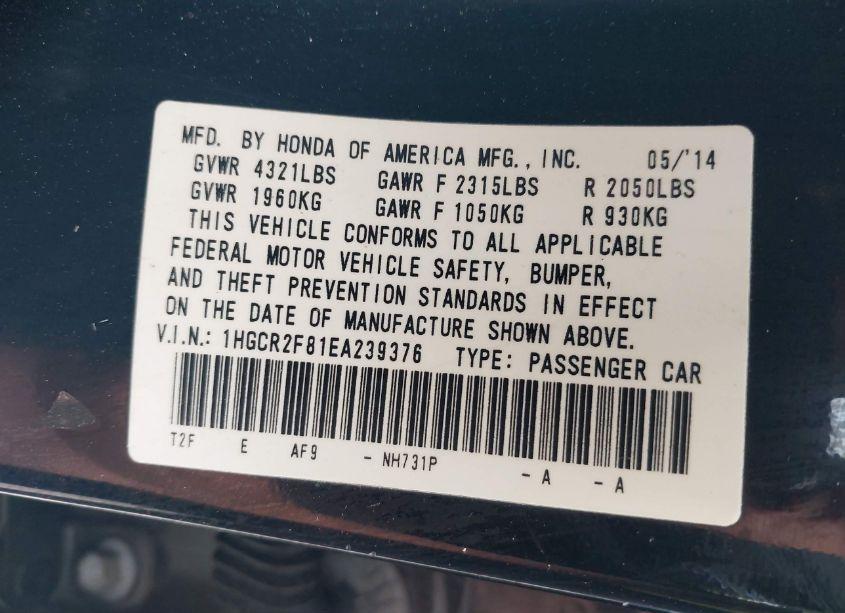 MFD. BY HONDA OF AMERICA MFG., INC. 05/'14
GVWR 4321LBS GAWR F 2315LBS R 2050LBS
GVWR 1960KG GAWR F 1050KG R 930KG
THIS VEHICLE CONFORMS TO ALL APPLICABLE
FEDERAL MOTOR VEHICLE SAFETY, BUMPER,
AND THEFT PREVENTION STANDARDS IN EFFECT
ON THE DATE OF MANUFACTURE SHOWN ABOVE.
V.I.N.: 1HGCR2F81EA239376 TYPE: PASSENGER CAR
T2F E AF9 - NH731P - A - A